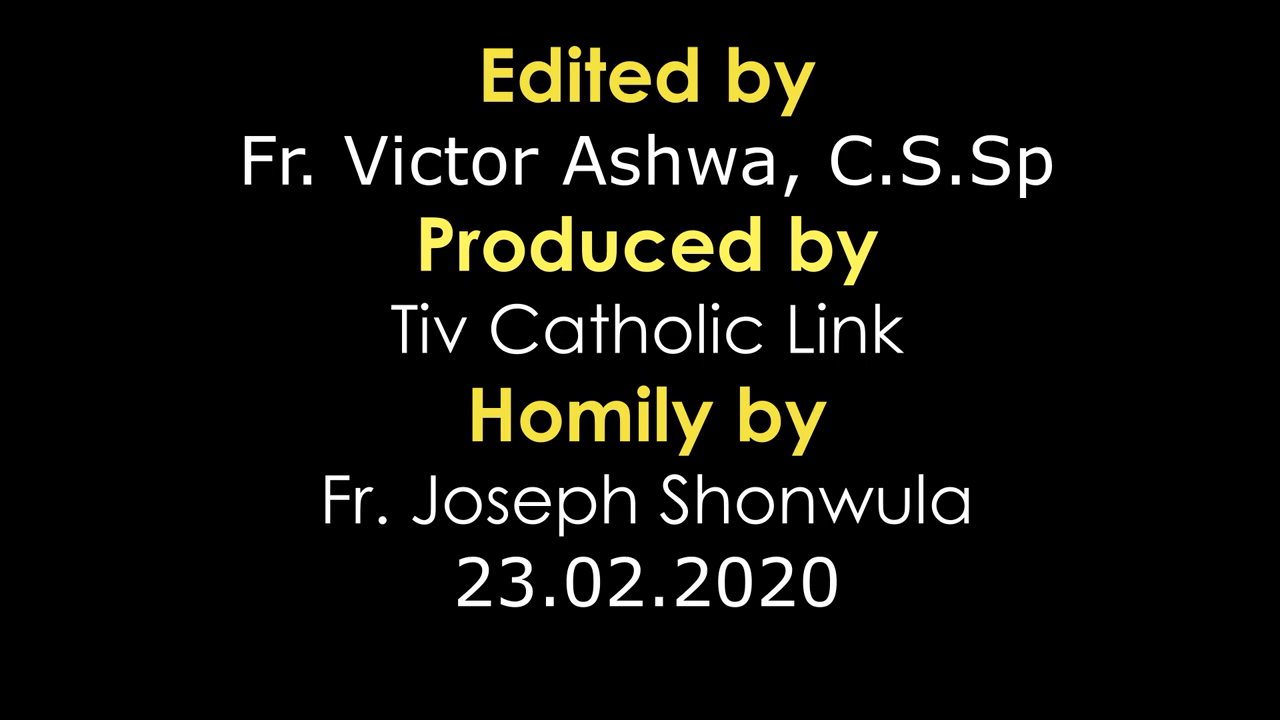 Edited by
Fr. Victor Ashwa, C.S.Sp
Produced by
Tiv Catholic Link
Homily by
Fr. Joseph Shonwula
23.02.2020